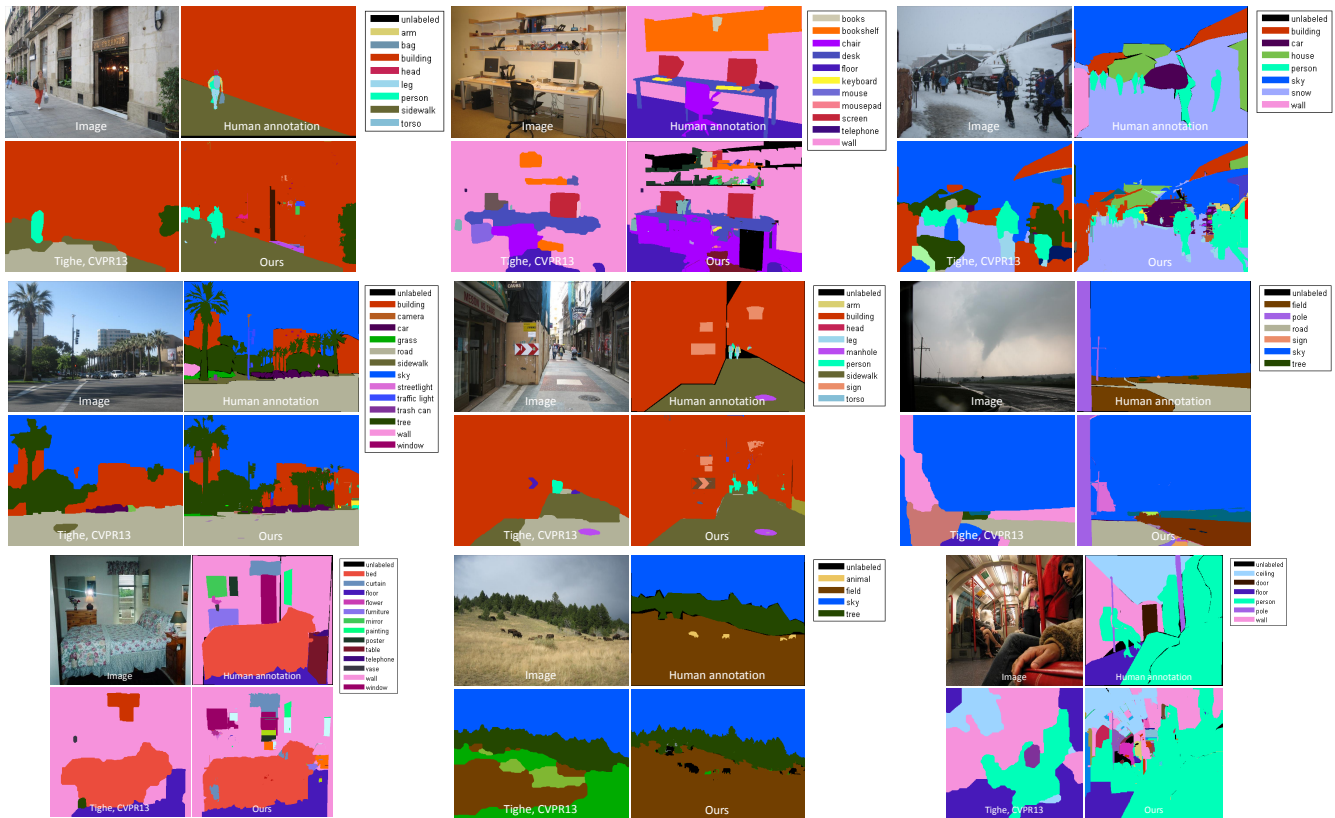 unlabeled
arm
bag
building
head
leg
person
sidewalk
torso
Image
Human annotation
Tighe, CVPR13
Ours
books
bookshelf
chair
desk
floor
keyboard
mouse
mousepad
screen
telephone
wall
Image
Human annotation
Tighe, CVPR13
Ours
unlabeled
building
car
house
person
sky
snow
wall
Image
Human annotation
Tighe, CVPR13
Ours
unlabeled
building
camera
car
grass
road
sidewalk
sky
streetlight
traffic light
trash can
tree
wall
window
Image
Human annotation
Tighe, CVPR13
Ours
unlabeled
arm
building
head
leg
manhole
person
sidewalk
sign
torso
Image
Human annotation
Tighe, CVPR13
Ours
unlabeled
field
pole
road
sign
sky
tree
Image
Human annotation
Tighe, CVPR13
Ours
unlabeled
bed
curtain
floor
flower
furniture
mirror
painting
poster
table
telephone
vase
wall
window
Image
Human annotation
Tighe, CVPR13
Ours
unlabeled
animal
field
sky
tree
Image
Human annotation
Tighe, CVPR13
Ours
unlabeled
ceiling
door
floor
person
pole
wall
Image
Human annotation
Tighe, CVPR13
Ours